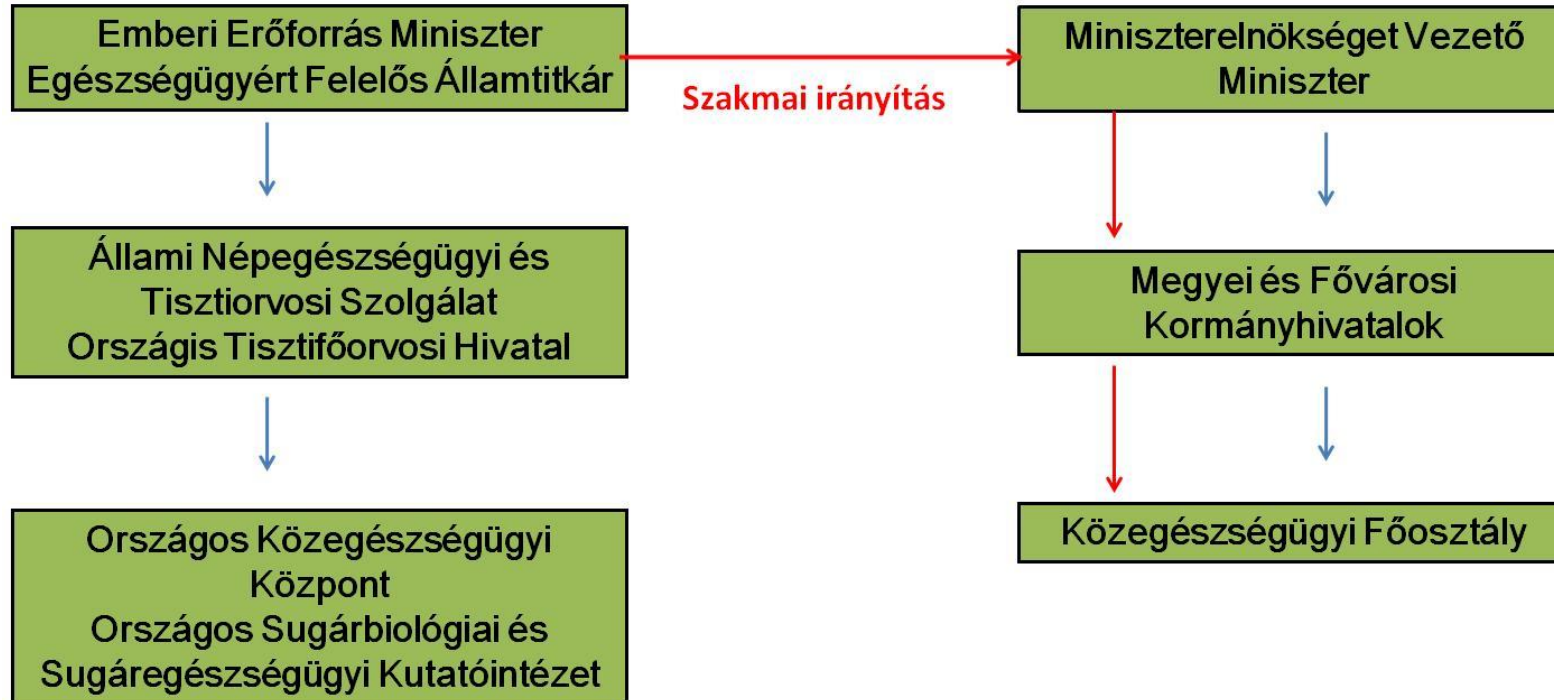 Emberi Erőforrás Miniszter
Egészségügyért Felelős Államtitkár
Szakmai irányítás
Miniszterelnökséget Vezető
Miniszter
Állami Népegészségügyi és
Tisztiorvosi Szolgálat
Országis Tisztifőorvosi Hivatal
Megyei és Fővárosi
Kormányhivatalok
Országos Közegészségügyi
Központ
Országos Sugárbiológiai és
Sugáregészségügyi Kutatóintézet
Közegészségügyi Főosztály